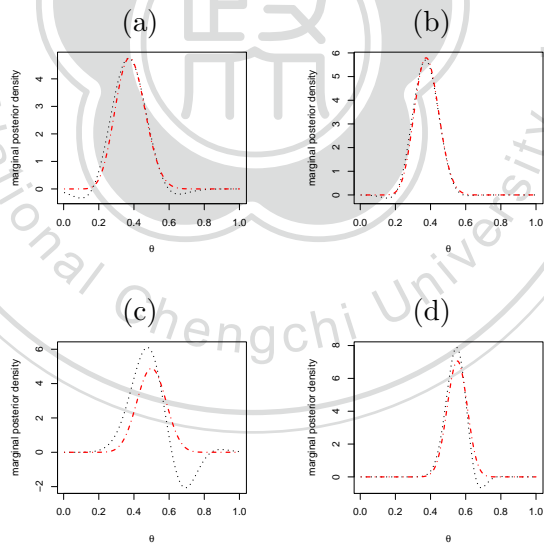 (a)
(b)
marginal posterior density
0 1 2 3 4
0.0 0.2 0.4 0.6 0.8 1.0
θ
marginal posterior density
0 1 2 3 4 5 6
0.0 0.2 0.4 0.6 0.8 1.0
θ
(c)
(d)
marginal posterior density
−2 0 2 4 6
0.0 0.2 0.4 0.6 0.8 1.0
θ
marginal posterior density
0 2 4 6 8
0.0 0.2 0.4 0.6 0.8 1.0
θ
ational Chengchi University